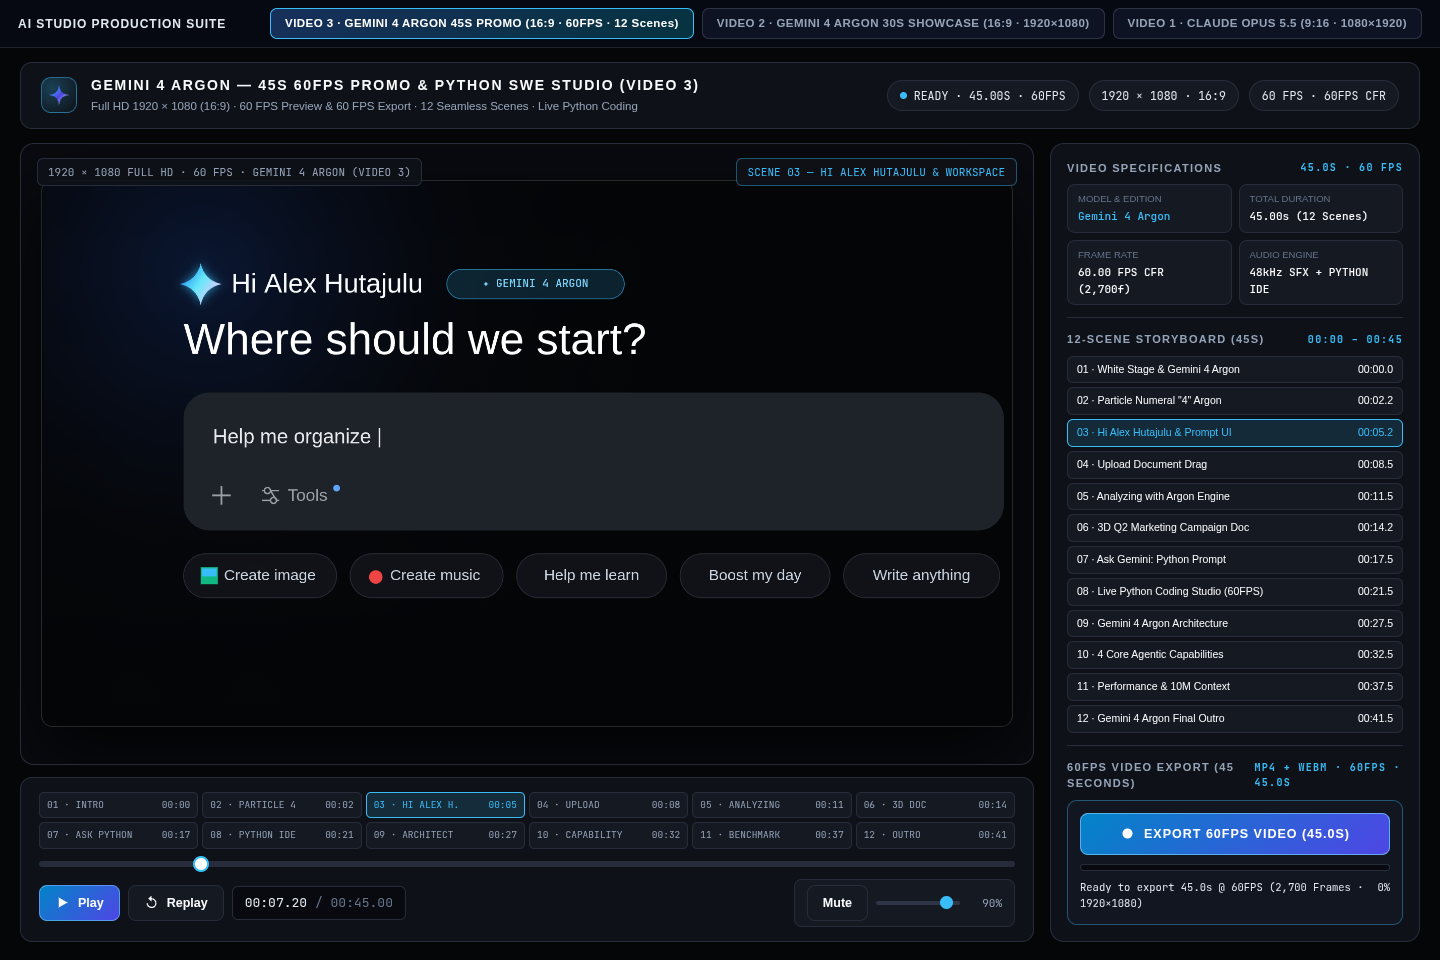 AI STUDIO PRODUCTION SUITE
VIDEO 3 · GEMINI 4 ARGON 45S PROMO (16:9 · 60FPS · 12 Scenes)
VIDEO 2 · GEMINI 4 ARGON 30S SHOWCASE (16:9 · 1920×1080)
VIDEO 1 · CLAUDE OPUS 5.5 (9:16 · 1080×1920)
GEMINI 4 ARGON — 45S 60FPS PROMO & PYTHON SWE STUDIO (VIDEO 3)
Full HD 1920 × 1080 (16:9) · 60 FPS Preview & 60 FPS Export · 12 Seamless Scenes · Live Python Coding
READY · 45.00S · 60FPS
1920 × 1080 · 16:9
60 FPS · 60FPS CFR
1920 × 1080 FULL HD · 60 FPS · GEMINI 4 ARGON (VIDEO 3)
SCENE 03 — HI ALEX HUTAJULU & WORKSPACE
Hi Alex Hutajulu
✦ GEMINI 4 ARGON
Where should we start?
Help me organize |
Tools
Create image
Create music
Help me learn
Boost my day
Write anything
01 · INTRO 00:00
02 · PARTICLE 4 00:02
03 · HI ALEX H. 00:05
04 · UPLOAD 00:08
05 · ANALYZING 00:11
06 · 3D DOC 00:14
07 · ASK PYTHON 00:17
08 · PYTHON IDE 00:21
09 · ARCHITECT 00:27
10 · CAPABILITY 00:32
11 · BENCHMARK 00:37
12 · OUTRO 00:41
Play
Replay
00:07.20 / 00:45.00
Mute
90%
VIDEO SPECIFICATIONS
45.0S · 60 FPS
MODEL & EDITION
Gemini 4 Argon
TOTAL DURATION
45.00s (12 Scenes)
FRAME RATE
60.00 FPS CFR
(2,700f)
AUDIO ENGINE
48kHz SFX + PYTHON
IDE
12-SCENE STORYBOARD (45S)
00:00 – 00:45
01 · White Stage & Gemini 4 Argon 00:00.0
02 · Particle Numeral "4" Argon 00:02.2
03 · Hi Alex Hutajulu & Prompt UI 00:05.2
04 · Upload Document Drag 00:08.5
05 · Analyzing with Argon Engine 00:11.5
06 · 3D Q2 Marketing Campaign Doc 00:14.2
07 · Ask Gemini: Python Prompt 00:17.5
08 · Live Python Coding Studio (60FPS) 00:21.5
09 · Gemini 4 Argon Architecture 00:27.5
10 · 4 Core Agentic Capabilities 00:32.5
11 · Performance & 10M Context 00:37.5
12 · Gemini 4 Argon Final Outro 00:41.5
60FPS VIDEO EXPORT (45
SECONDS)
MP4 + WEBM · 60FPS ·
45.0S
EXPORT 60FPS VIDEO (45.0S)
Ready to export 45.0s @ 60FPS (2,700 Frames ·
1920×1080)
0%